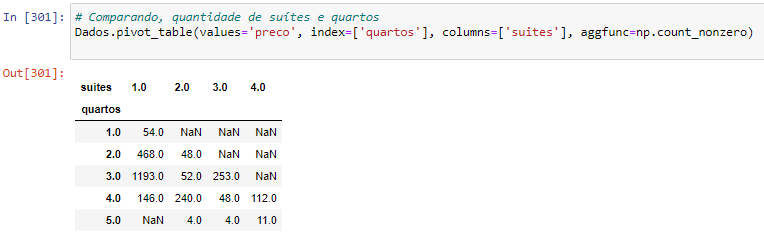 In [301]: # Comparando, quantidade de suítes e quartos
Dados.pivot_table(values='preco', index=['quartos'], columns=['suites'], aggfunc=np.count_nonzero)
Out[301]:
suites 1.0 2.0 3.0 4.0
quartos
1.0 54.0 NaN NaN NaN
2.0 468.0 48.0 NaN NaN
3.0 1193.0 52.0 253.0 NaN
4.0 146.0 240.0 48.0 112.0
5.0 NaN 4.0 4.0 11.0